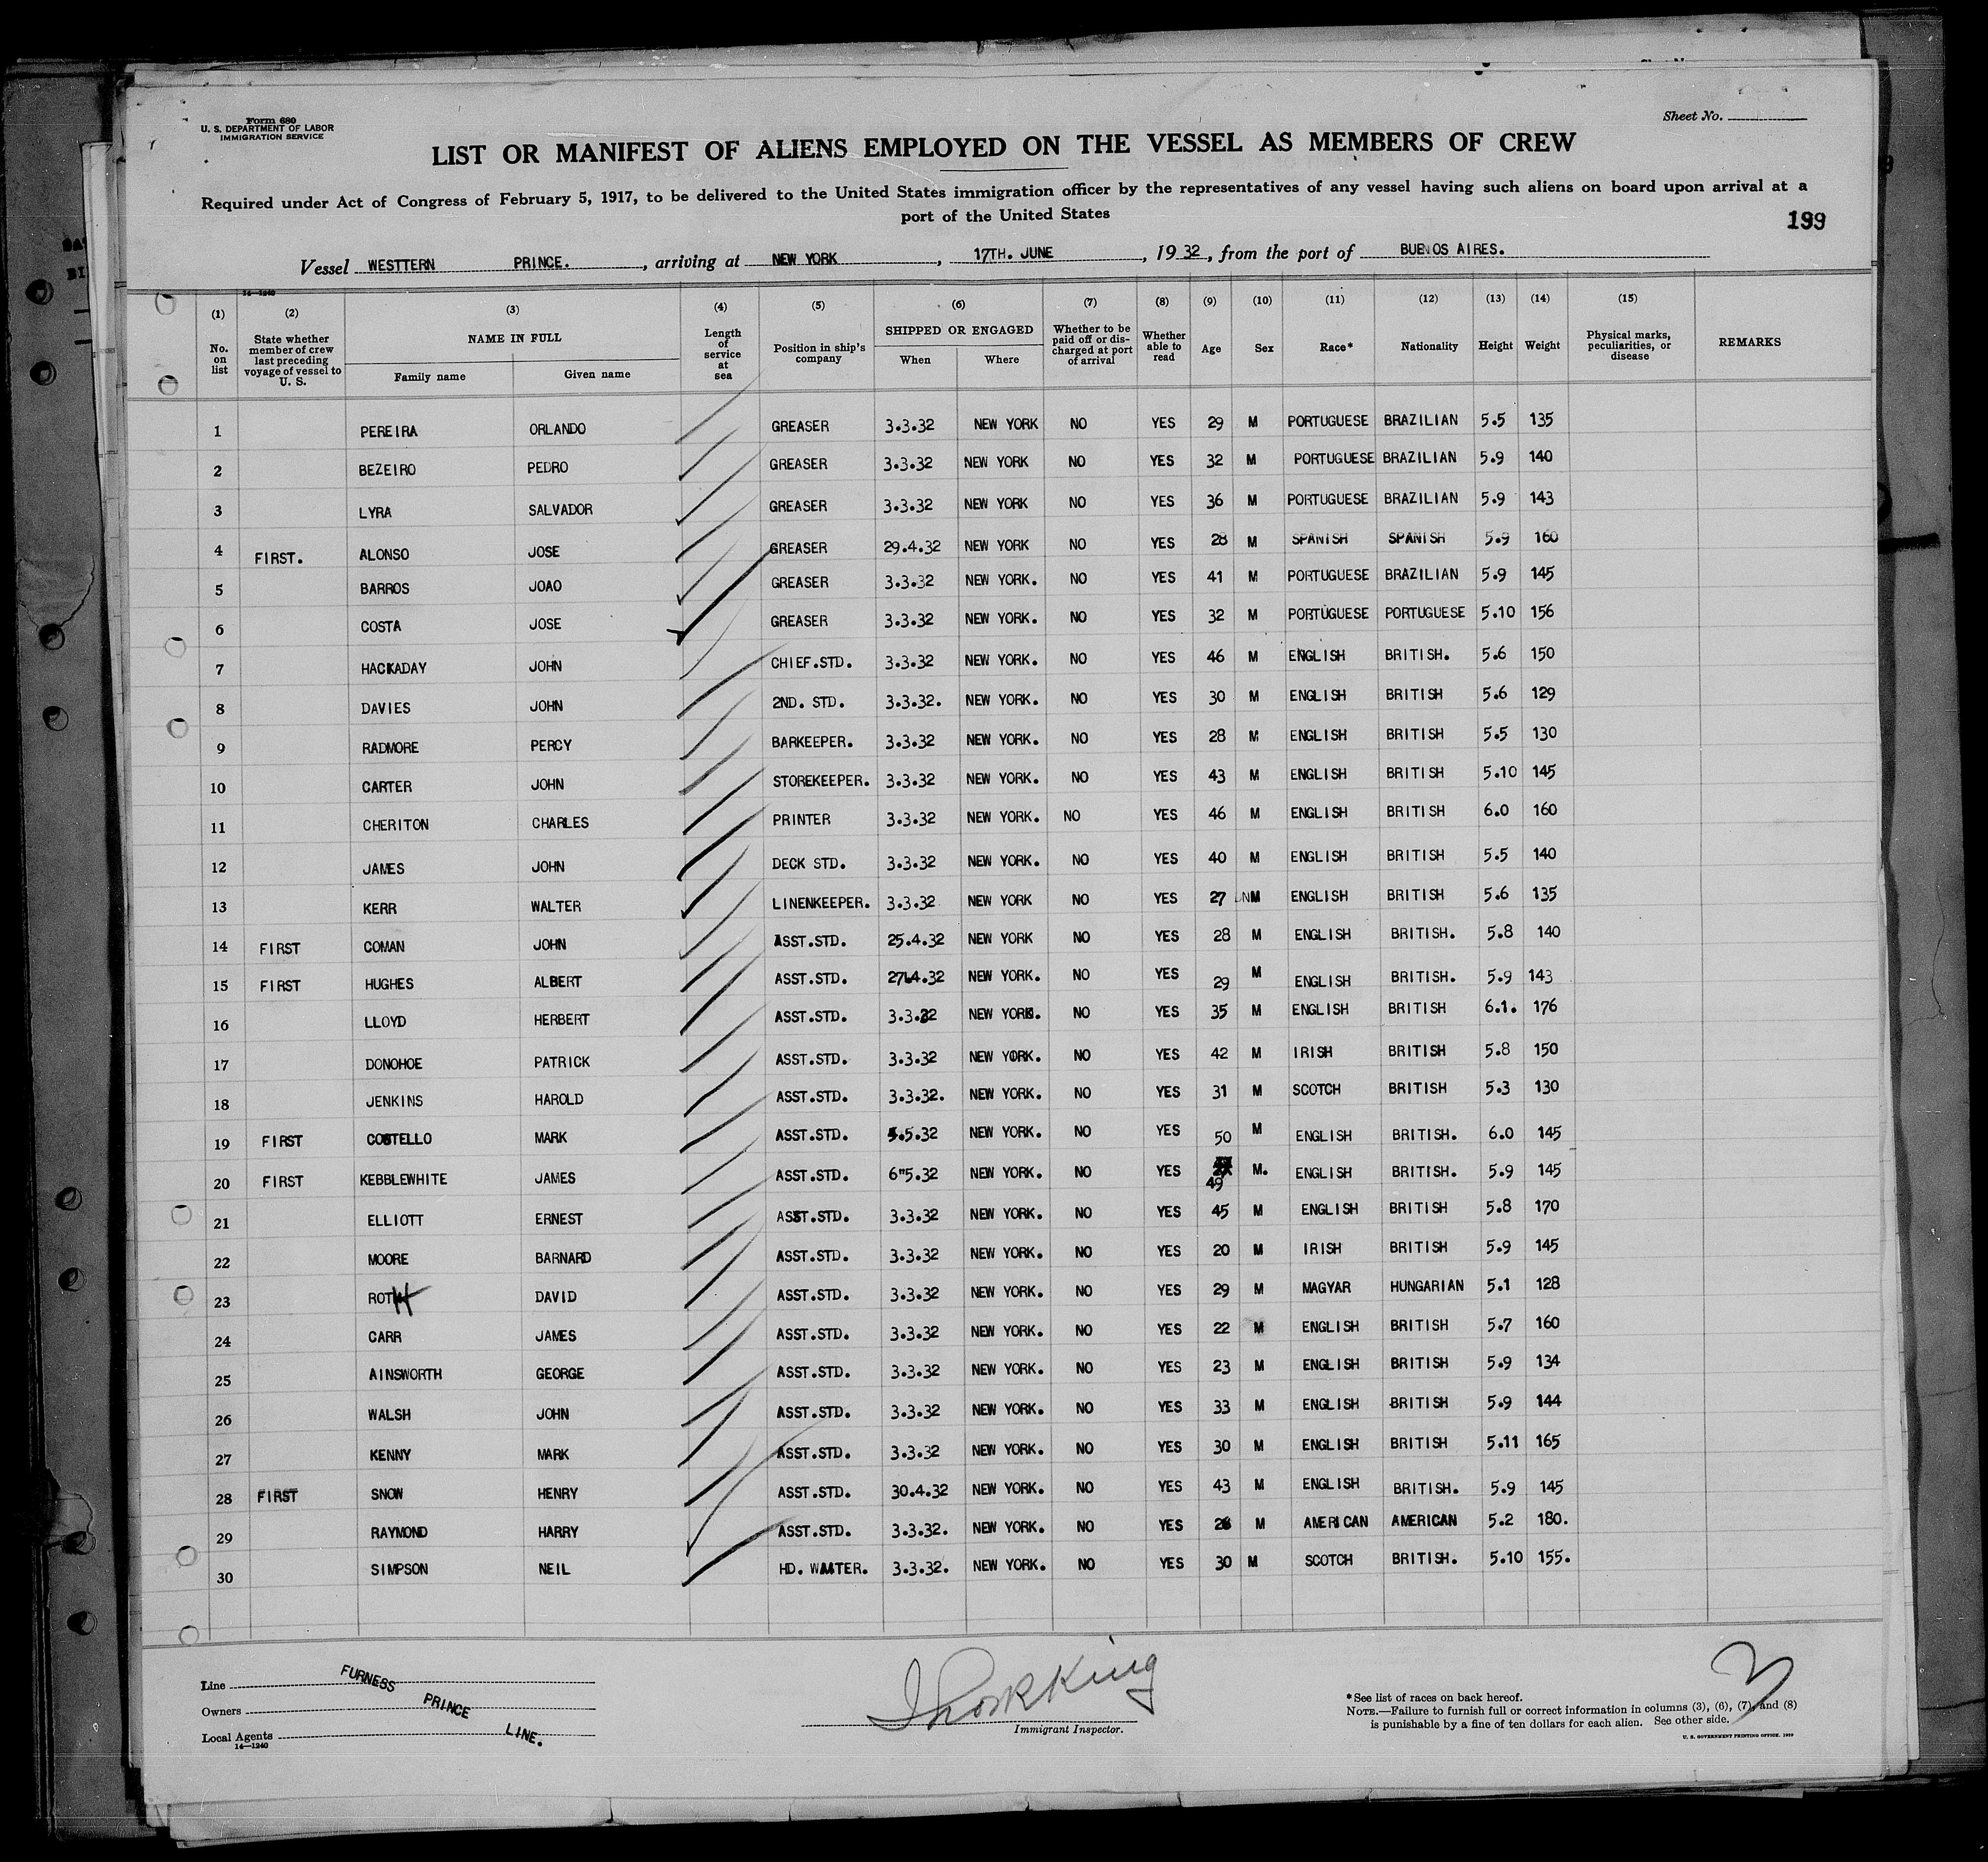 Form 680
U. S. DEPARTMENT OF LABOR
IMMIGRATION SERVICE
Sheet No.
LIST OR MANIFEST OF ALIENS EMPLOYED ON THE VESSEL AS MEMBERS OF CREW
Required under Act of Congress of February 5, 1917, to be delivered to the United States immigration officer by the representatives of any vessel having such aliens on board upon arrival at a
port of the United States
199
Vessel WESTTERN PRINCE. , arriving at NEW YORK , 17TH. JUNE , 19 32 , from the port of BUENOS AIRES.
14—1240
(1) (2) (3) (4) (5) (6) (7) (8) (9) (10) (11) (12) (13) (14) (15)
No. on list State whether member of crew last preceding voyage of vessel to U. S. NAME IN FULL Family name Given name Length of service at sea Position in ship's company SHIPPED OR ENGAGED When Where Whether to be paid off or discharged at port of arrival Whether able to read Age Sex Race* Nationality Height Weight Physical marks, peculiarities, or disease REMARKS
1 PEREIRA ORLANDO GREASER 3.3.32 NEW YORK NO YES 29 M PORTUGUESE BRAZILIAN 5.5 135
2 BEZEIRO PEDRO GREASER 3.3.32 NEW YORK NO YES 32 M PORTUGUESE BRAZILIAN 5.9 140
3 LYRA SALVADOR GREASER 3.3.32 NEW YORK NO YES 36 M PORTUGUESE BRAZILIAN 5.9 143
4 FIRST. ALONSO JOSE GREASER 29.4.32 NEW YORK NO YES 28 M SPANISH SPANISH 5.9 160
5 BARROS JOAO GREASER 3.3.32 NEW YORK. NO YES 41 M PORTUGUESE BRAZILIAN 5.9 145
6 COSTA JOSE GREASER 3.3.32 NEW YORK. NO YES 32 M PORTUGUESE PORTUGUESE 5.10 156
7 HACKADAY JOHN CHIEF.STD. 3.3.32 NEW YORK. NO YES 46 M ENGLISH BRITISH. 5.6 150
8 DAVIES JOHN 2ND. STD. 3.3.32. NEW YORK. NO YES 30 M ENGLISH BRITISH 5.6 129
9 RADMORE PERCY BARKEEPER. 3.3.32 NEW YORK. NO YES 28 M ENGLISH BRITISH 5.5 130
10 CARTER JOHN STOREKEEPER. 3.3.32 NEW YORK. NO YES 43 M ENGLISH BRITISH 5.10 145
11 CHERITON CHARLES PRINTER 3.3.32 NEW YORK. NO YES 46 M ENGLISH BRITISH 6.0 160
12 JAMES JOHN DECK STD. 3.3.32 NEW YORK. NO YES 40 M ENGLISH BRITISH 5.5 140
13 KERR WALTER LINENKEEPER. 3.3.32 NEW YORK NO YES 27 M ENGLISH BRITISH 5.6 135
14 FIRST COMAN JOHN ASST.STD. 25.4.32 NEW YORK NO YES 28 M ENGLISH BRITISH. 5.8 140
15 FIRST HUGHES ALBERT ASST.STD. 27.4.32 NEW YORK. NO YES 29 M ENGLISH BRITISH. 5.9 143
16 LLOYD HERBERT ASST.STD. 3.3.32 NEW YORK. NO YES 35 M ENGLISH BRITISH 6.1. 176
17 DONOHOE PATRICK ASST.STD. 3.3.32 NEW YORK. NO YES 42 M IRISH BRITISH 5.8 150
18 JENKINS HAROLD ASST.STD. 3.3.32. NEW YORK. NO YES 31 M SCOTCH BRITISH 5.3 130
19 FIRST COSTELLO MARK ASST.STD. 5.5.32 NEW YORK. NO YES 50 M ENGLISH BRITISH. 6.0 145
20 FIRST KEBBLEWHITE JAMES ASST.STD. 6"5.32 NEW YORK. NO YES 49 M. ENGLISH BRITISH. 5.9 145
21 ELLIOTT ERNEST ASST.STD. 3.3.32 NEW YORK. NO YES 45 M ENGLISH BRITISH 5.8 170
22 MOORE BARNARD ASST.STD. 3.3.32 NEW YORK. NO YES 20 M IRISH BRITISH 5.9 145
23 ROTH DAVID ASST.STD. 3.3.32 NEW YORK. NO YES 29 M MAGYAR HUNGARIAN 5.1 128
24 CARR JAMES ASST.STD. 3.3.32 NEW YORK. NO YES 22 M ENGLISH BRITISH 5.7 160
25 AINSWORTH GEORGE ASST.STD. 3.3.32 NEW YORK. NO YES 23 M ENGLISH BRITISH 5.9 134
26 WALSH JOHN ASST.STD. 3.3.32 NEW YORK. NO YES 33 M ENGLISH BRITISH 5.9 144
27 KENNY MARK ASST.STD. 3.3.32 NEW YORK. NO YES 30 M ENGLISH BRITISH 5.11 165
28 FIRST SNOW HENRY ASST.STD. 30.4.32 NEW YORK. NO YES 43 M ENGLISH BRITISH. 5.9 145
29 RAYMOND HARRY ASST.STD. 3.3.32. NEW YORK. NO YES 28 M AMERICAN AMERICAN 5.2 180.
30 SIMPSON NEIL HD. WAITER. 3.3.32. NEW YORK. NO YES 30 M SCOTCH BRITISH. 5.10 155.
Line FURNESS
Owners PRINCE
Local Agents LINE.
14—1240
King
Immigrant Inspector.
*See list of races on back hereof.
NOTE.—Failure to furnish full or correct information in columns (3), (6), (7), and (8)
is punishable by a fine of ten dollars for each alien. See other side.
U. S. GOVERNMENT PRINTING OFFICE. 1929